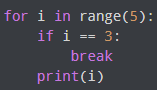 for i in range(5):
    if i == 3:
        break
    print(i)